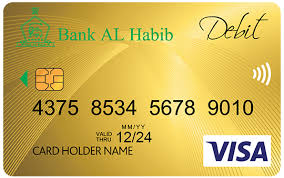 Bank AL Habib
Debit
4375 8534 5678 9010
MM/YY
VALID THRU 12/24
CARD HOLDER NAME
VISA